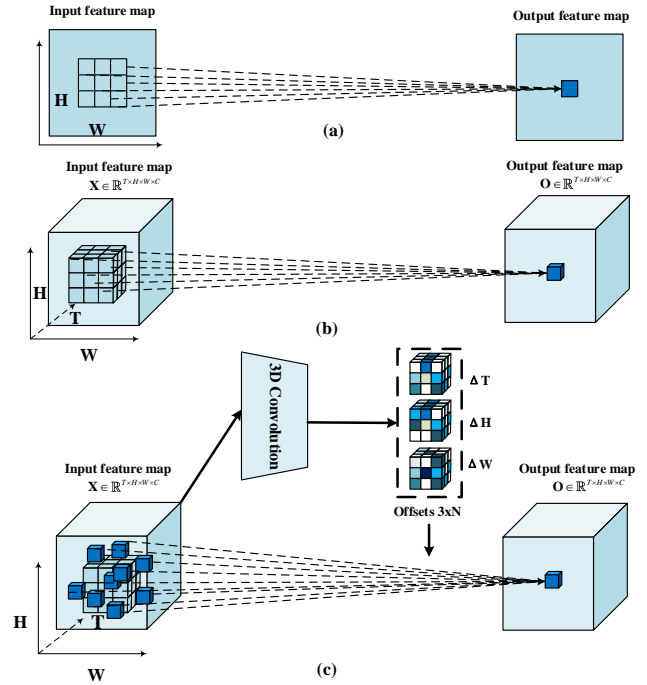 Input feature map
Output feature map
H
W
(a)
Input feature map
X ∈ ℝ^{T×H×W×C}
Output feature map
O ∈ ℝ^{T×H×W×C}
H
T
W
(b)
3D Convolution
Δ T
Δ H
Δ W
Offsets 3xN
Input feature map
X ∈ ℝ^{T×H×W×C}
Output feature map
O ∈ ℝ^{T×H×W×C}
H
T
W
(c)